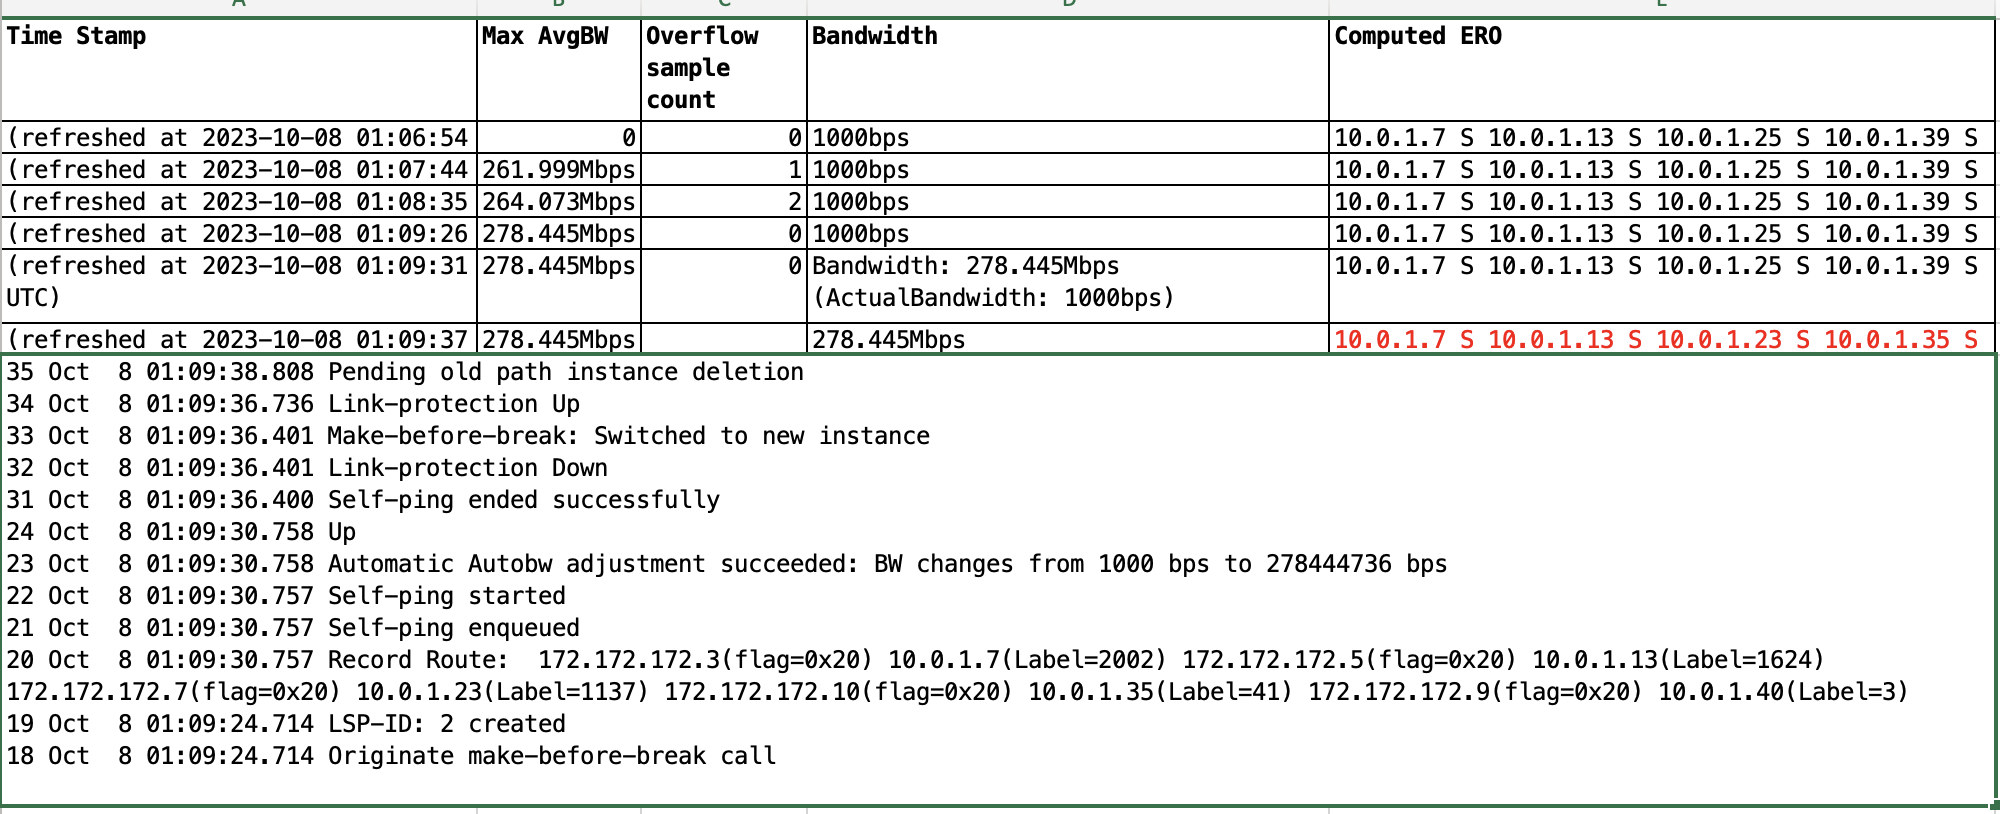 A B C D E
Time Stamp Max AvgBW Overflow sample count Bandwidth Computed ERO
(refreshed at 2023-10-08 01:06:54 0 0 1000bps 10.0.1.7 S 10.0.1.13 S 10.0.1.25 S 10.0.1.39 S
(refreshed at 2023-10-08 01:07:44 261.999Mbps 1 1000bps 10.0.1.7 S 10.0.1.13 S 10.0.1.25 S 10.0.1.39 S
(refreshed at 2023-10-08 01:08:35 264.073Mbps 2 1000bps 10.0.1.7 S 10.0.1.13 S 10.0.1.25 S 10.0.1.39 S
(refreshed at 2023-10-08 01:09:26 278.445Mbps 0 1000bps 10.0.1.7 S 10.0.1.13 S 10.0.1.25 S 10.0.1.39 S
(refreshed at 2023-10-08 01:09:31 278.445Mbps 0 Bandwidth: 278.445Mbps 10.0.1.7 S 10.0.1.13 S 10.0.1.25 S 10.0.1.39 S
UTC) (ActualBandwidth: 1000bps)
(refreshed at 2023-10-08 01:09:37 278.445Mbps 278.445Mbps 10.0.1.7 S 10.0.1.13 S 10.0.1.23 S 10.0.1.35 S
35 Oct  8 01:09:38.808 Pending old path instance deletion
34 Oct  8 01:09:36.736 Link-protection Up
33 Oct  8 01:09:36.401 Make-before-break: Switched to new instance
32 Oct  8 01:09:36.401 Link-protection Down
31 Oct  8 01:09:36.400 Self-ping ended successfully
24 Oct  8 01:09:30.758 Up
23 Oct  8 01:09:30.758 Automatic Autobw adjustment succeeded: BW changes from 1000 bps to 278444736 bps
22 Oct  8 01:09:30.757 Self-ping started
21 Oct  8 01:09:30.757 Self-ping enqueued
20 Oct  8 01:09:30.757 Record Route:  172.172.172.3(flag=0x20) 10.0.1.7(Label=2002) 172.172.172.5(flag=0x20) 10.0.1.13(Label=1624)
172.172.172.7(flag=0x20) 10.0.1.23(Label=1137) 172.172.172.10(flag=0x20) 10.0.1.35(Label=41) 172.172.172.9(flag=0x20) 10.0.1.40(Label=3)
19 Oct  8 01:09:24.714 LSP-ID: 2 created
18 Oct  8 01:09:24.714 Originate make-before-break call